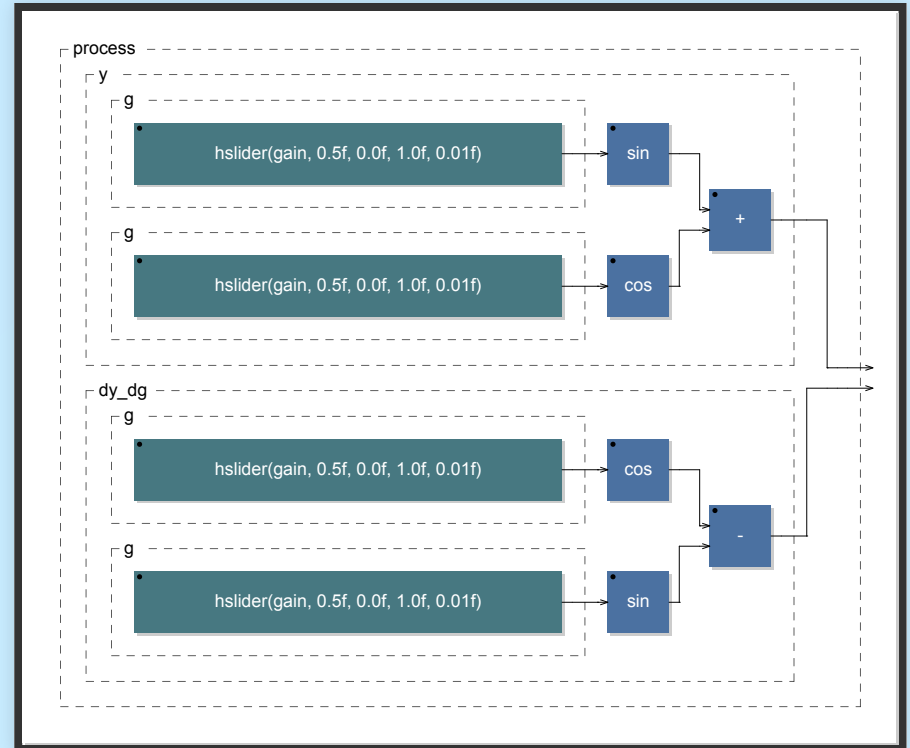 process
y
g
hslider(gain, 0.5f, 0.0f, 1.0f, 0.01f)
sin
+
g
hslider(gain, 0.5f, 0.0f, 1.0f, 0.01f)
cos
dy_dg
g
hslider(gain, 0.5f, 0.0f, 1.0f, 0.01f)
cos
-
g
hslider(gain, 0.5f, 0.0f, 1.0f, 0.01f)
sin